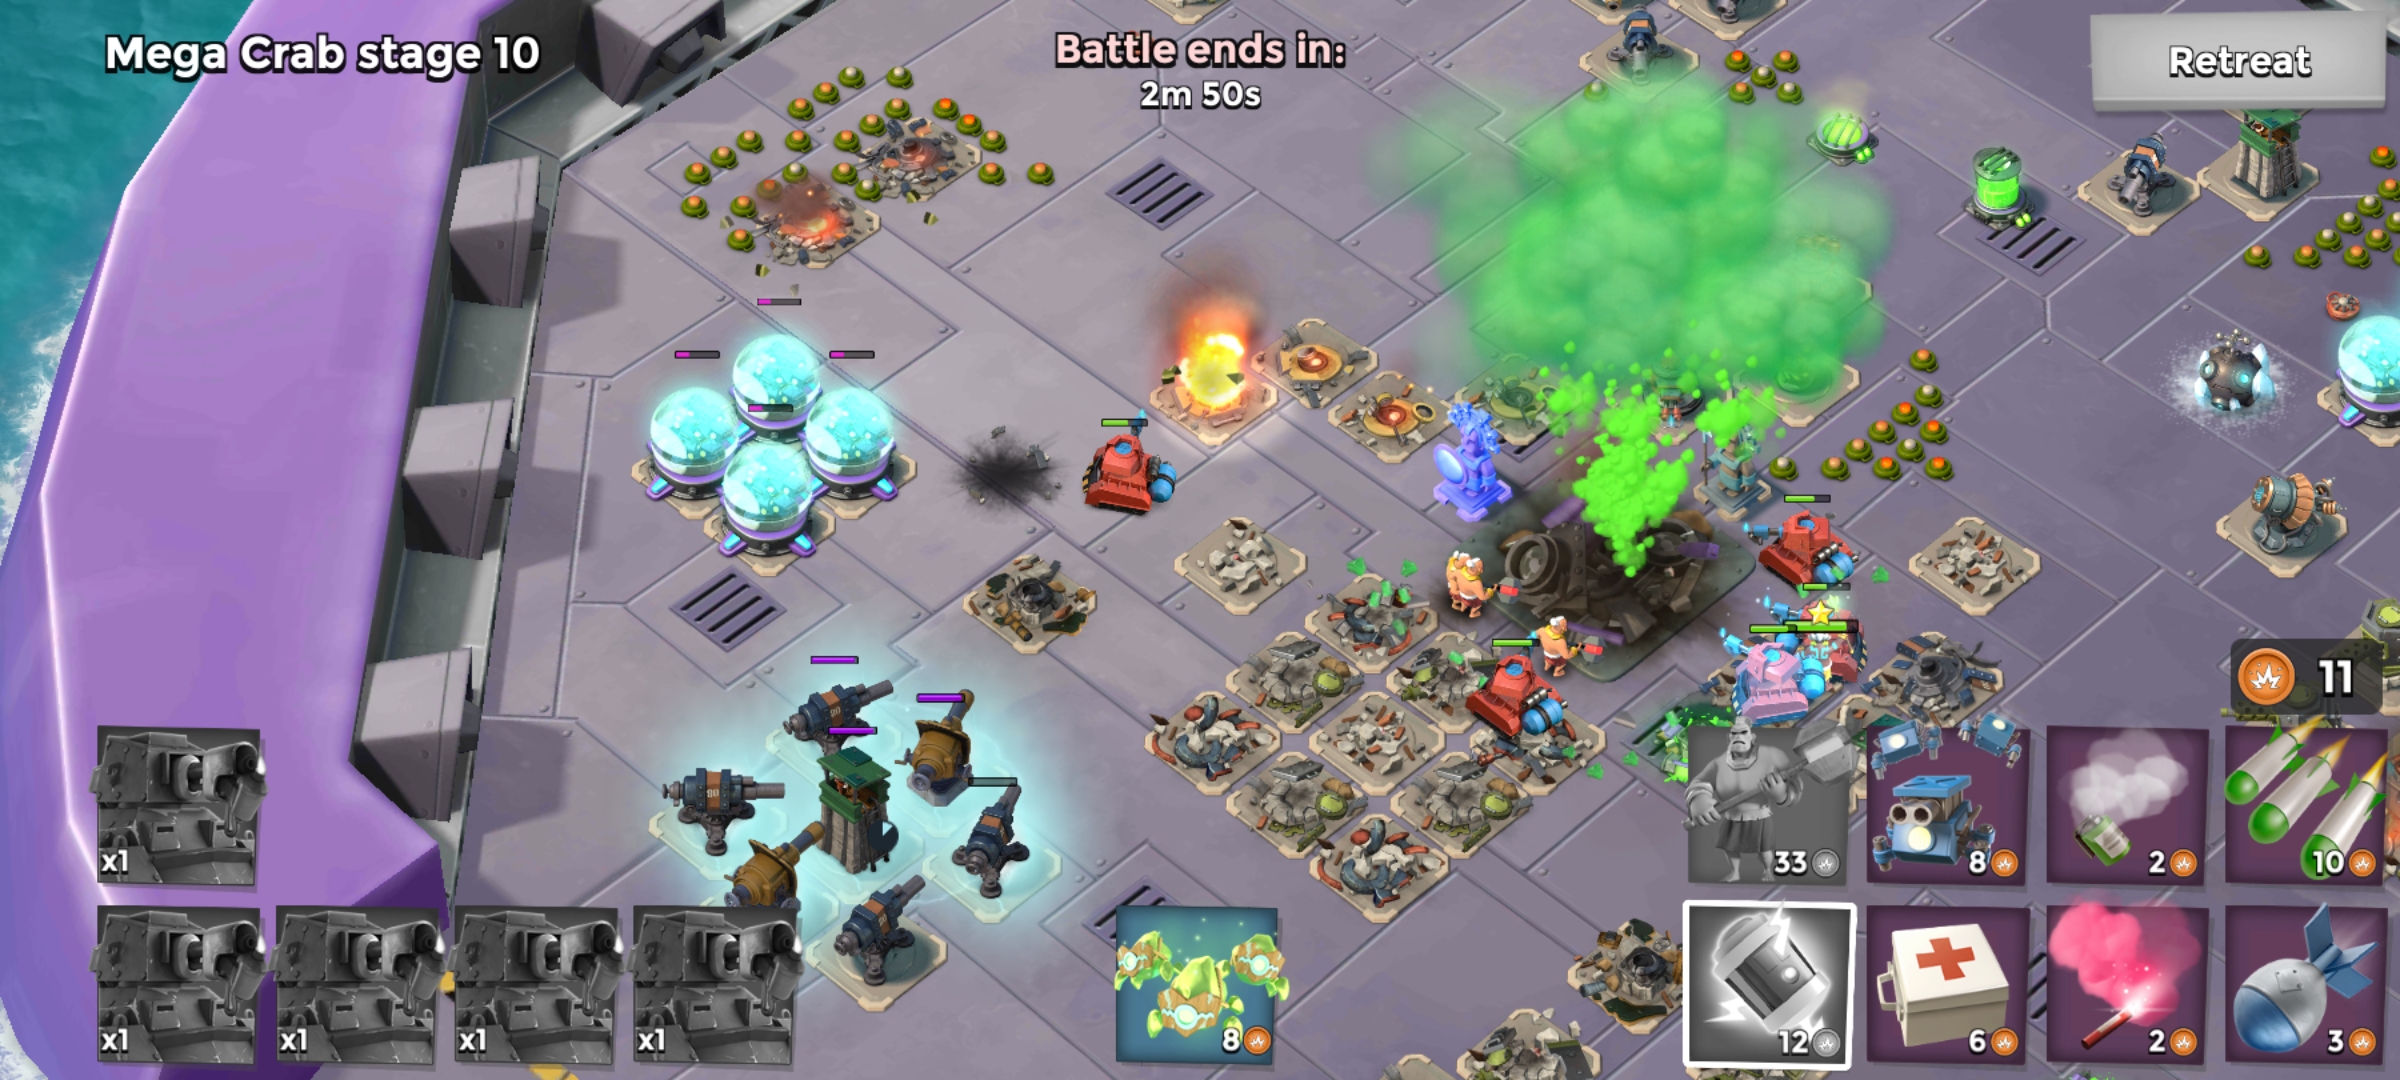 Mega Crab stage 10
Battle ends in:
2m 50s
Retreat
11
x1
33
8
2
10
x1
x1
x1
x1
8
12
6
2
3